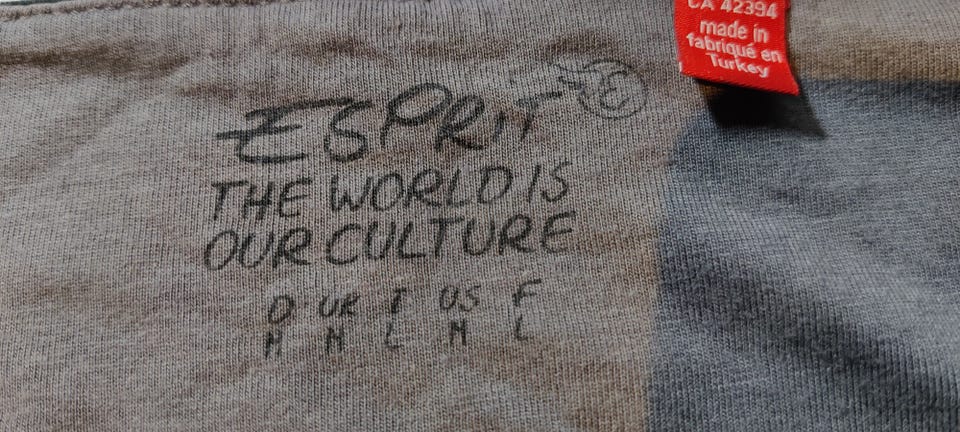 ESPRIT E
THE WORLD IS
OUR CULTURE
D UK I US F
M M L M L
CA 42394
made in
fabriqué en
Turkey